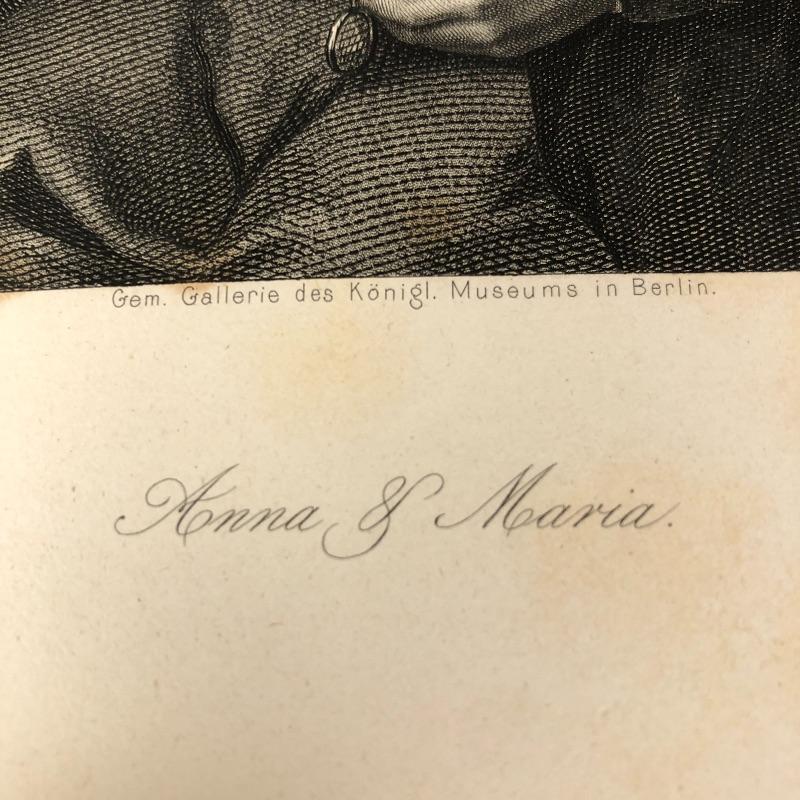 Gem. Gallerie des Königl. Museums in Berlin.
Anna & Maria.